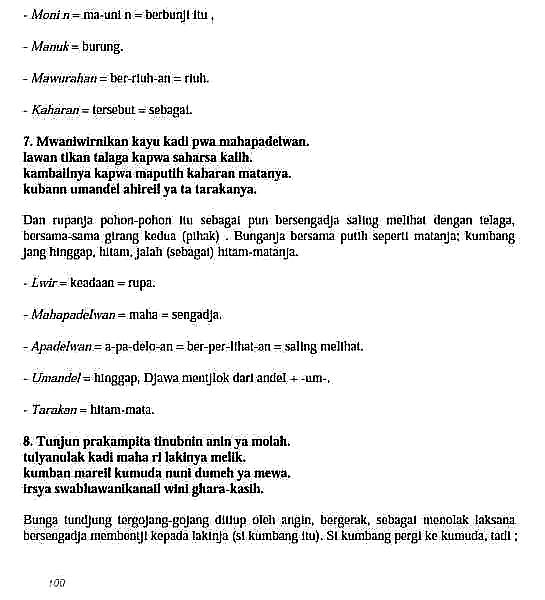 - Moni n = ma-uni n = berbunji itu ,
- Manuk = burung.
- Mawurahan = ber-riuh-an = riuh.
- Kaharan = tersebut = sebagai.
7. Mwaniwirnikan kayu kadi pwa mahapadelwan.
lawan tikan talaga kapwa saharsa kalih.
kambailnya kapwa maputih kaharan matanya.
kubann umandel ahireil ya ta tarakanya.
Dan rupanja pohon-pohon itu sebagai pun bersengadja saling melihat dengan telaga,
bersama-sama girang kedua (pihak) . Bunganja bersama putih seperti matanja; kumbang
jang hinggap, hitam, jalah (sebagai) hitam-matanja.
- Lwir = keadaan = rupa.
- Mahapadelwan = maha = sengadja.
- Apadelwan = a-pa-delo-an = ber-per-lihat-an = saling melihat.
- Umandel = hinggap, Djawa mentjlok dari andel + -um-.
- Tarakan = hitam-mata.
8. Tunjun prakampita tinubnin anin ya molah.
tulyanulak kadi maha ri lakinya melik.
kumban mareil kumuda nuni dumeh ya mewa.
irsya swabhawanikanail wini ghara-kasih.
Bunga tundjung tergojang-gojang ditiup oleh angin, bergerak, sebagai menolak laksana
bersengadja membentji kepada lakinja (si kumbang itu). Si kumbang pergi ke kumuda, tadi ;
100